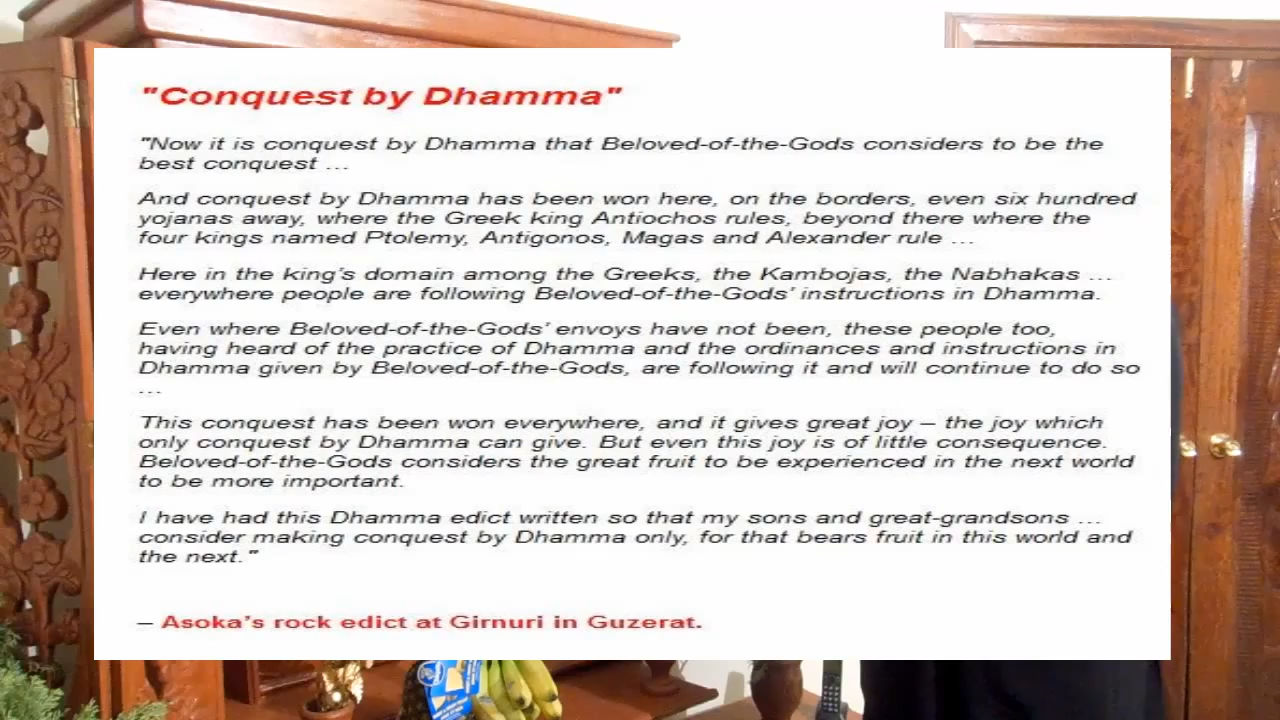 "Conquest by Dhamma"
"Now it is conquest by Dhamma that Beloved-of-the-Gods considers to be the
best conquest ...
And conquest by Dhamma has been won here, on the borders, even six hundred
yojanas away, where the Greek king Antiochos rules, beyond there where the
four kings named Ptolemy, Antigonos, Magas and Alexander rule ...
Here in the king's domain among the Greeks, the Kambojas, the Nabhakas ...
everywhere people are following Beloved-of-the-Gods' instructions in Dhamma.
Even where Beloved-of-the-Gods' envoys have not been, these people too,
having heard of the practice of Dhamma and the ordinances and instructions in
Dhamma given by Beloved-of-the-Gods, are following it and will continue to do so
...
This conquest has been won everywhere, and it gives great joy – the joy which
only conquest by Dhamma can give. But even this joy is of little consequence.
Beloved-of-the-Gods considers the great fruit to be experienced in the next world
to be more important.
I have had this Dhamma edict written so that my sons and great-grandsons ...
consider making conquest by Dhamma only, for that bears fruit in this world and
the next."
– Asoka's rock edict at Girnuri in Guzerat.